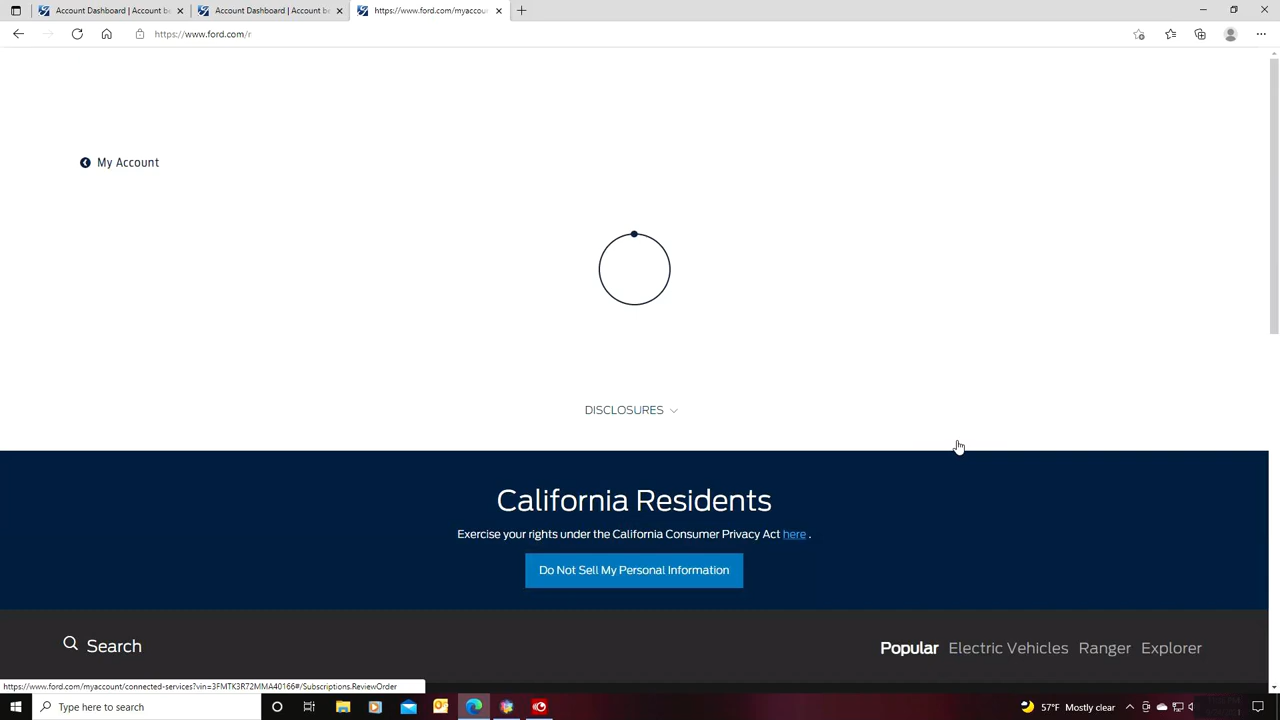 Account Dashboard | Account b
Account Dashboard | Account b
https://www.ford.com/myaccou
https://www.ford.com/r
My Account
DISCLOSURES
California Residents
Exercise your rights under the California Consumer Privacy Act here .
Do Not Sell My Personal Information
Search
Popular Electric Vehicles Ranger Explorer
https://www.ford.com/myaccount/connected-services?vin=3FMTK3R72MMA40166#/Subscriptions.ReviewOrder
Type here to search
57°F Mostly clear